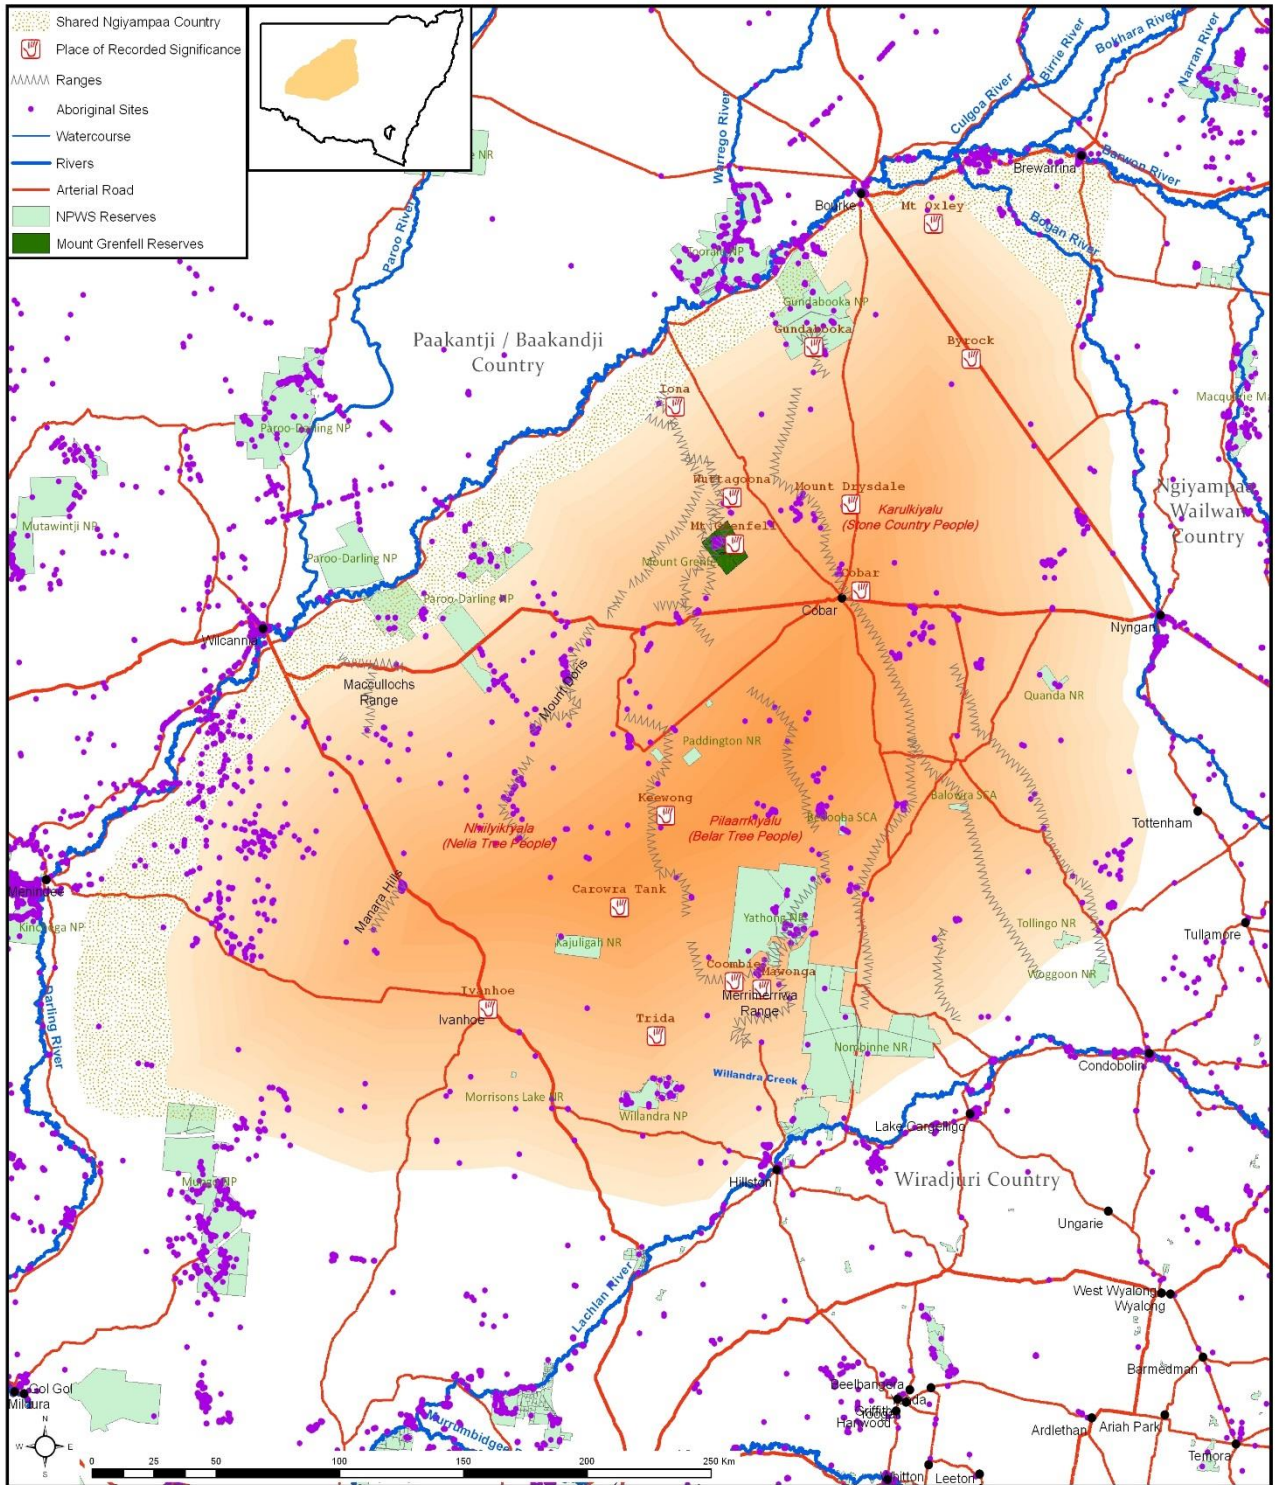 Shared Ngiyampaa Country
Place of Recorded Significance
Ranges
Aboriginal Sites
Watercourse
Rivers
Arterial Road
NPWS Reserves
Mount Grenfell Reserves
NR
Paroo River
Warrego River
Culgoa River
Birrie River
Bokhara River
Narran River
Barwon River
Brewarrina
Bourke
Mt Oxley
Bogan River
Toorale NP
Gundabooka NP
Gundabooka
Byrock
Paakantji / Baakandji
Country
Iona
Paroo-Darling NP
Macquarie Ma
Mutawintji NP
Wuttagoona
Mount Drysdale
Karulkiyalu
(Stone Country People)
Ngiyampaa
Wailwan
Country
Mt Grenfell
Mount Grenfell
Paroo-Darling NP
Paroo-Darling NP
Cobar
Cobar
Nyngan
Wilcannia
Maccullochs
Range
Mount Doris
Quanda NR
Paddington NR
Keewong
Balowra SCA
Nhiilyikiyala
(Nelia Tree People)
Pilaarrkiyalu
(Belar Tree People)
SCA
Tottenham
Menindee
Manara Hills
Carowra Tank
Kinchega NP
Yathong NR
Tollingo NR
Tullamore
Kajuligah NR
Woggoon NR
Coombie
Mawonga
Merrimerriwa
Range
Ivanhoe
Ivanhoe
Darling River
Trida
Nombinne NR
Condobolin
Willandra Creek
Morrisons Lake NR
Willandra NP
Lake Cargelligo
Mungo NP
Hillston
Wiradjuri Country
Ungarie
Lachlan River
West Wyalong
Wyalong
Barmedman
Gol Gol
Mildura
Beelbangera
Yenda
Griffith
Hanwood
Ardlethan
Ariah Park
Murrumbidgee
Temora
Whitton
Leeton
N
W
E
S
0
25
50
100
150
200
250 Km